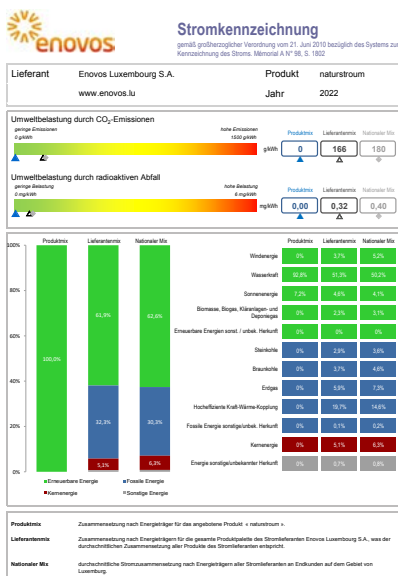 enovos
Stromkennzeichnung
gemäß großherzoglicher Verordnung vom 21. Juni 2010 bezüglich des Systems zur
Kennzeichnung des Stroms. Mémorial A N° 98, S. 1802
Lieferant Enovos Luxembourg S.A. Produkt naturstroum
www.enovos.lu Jahr 2022
Umweltbelastung durch CO₂-Emissionen
geringe Emissionen hohe Emissionen
0 g/kWh 1500 g/kWh
Produktmix Lieferantenmix Nationaler Mix
g/kWh 0 166 180
Umweltbelastung durch radioaktiven Abfall
geringe Belastung hohe Belastung
0 mg/kWh 6 mg/kWh
Produktmix Lieferantenmix Nationaler Mix
mg/kWh 0,00 0,32 0,40
Produktmix Lieferantenmix Nationaler Mix
100%
80%
60%
40%
20%
0%
100,0%
61,9%
32,3%
5,1%
62,6%
30,3%
6,3%
Erneuerbare Energie Fossile Energie
Kernenergie Sonstige Energie
Produktmix Lieferantenmix Nationaler Mix
Windenergie 0% 3,7% 5,2%
Wasserkraft 92,8% 51,3% 50,2%
Sonnenenergie 7,2% 4,6% 4,1%
Biomasse, Biogas, Kläranlagen- und
Deponiegas 0% 2,3% 3,1%
Erneuerbare Energien sonst. / unbek. Herkunft 0% 0% 0%
Steinkohle 0% 2,9% 3,6%
Braunkohle 0% 3,7% 4,6%
Erdgas 0% 5,9% 7,3%
Hocheffiziente Kraft-Wärme-Kopplung 0% 19,7% 14,6%
Fossile Energie sonstige/unbek. Herkunft 0% 0,1% 0,2%
Kernenergie 0% 5,1% 6,3%
Energie sonstige/unbekannter Herkunft 0% 0,7% 0,8%
Produktmix Zusammensetzung nach Energieträger für das angebotene Produkt « naturstroum ».
Lieferantenmix Zusammensetzung nach Energieträgern für die gesamte Produktpalette des Stromlieferanten Enovos Luxembourg S.A., was der
durchschnittlichen Zusammensetzung aller Produkte des Stromlieferanten entspricht.
Nationaler Mix durchschnittliche Stromzusammensetzung nach Energieträgern aller Stromlieferanten an Endkunden auf dem Gebiet von
Luxemburg.